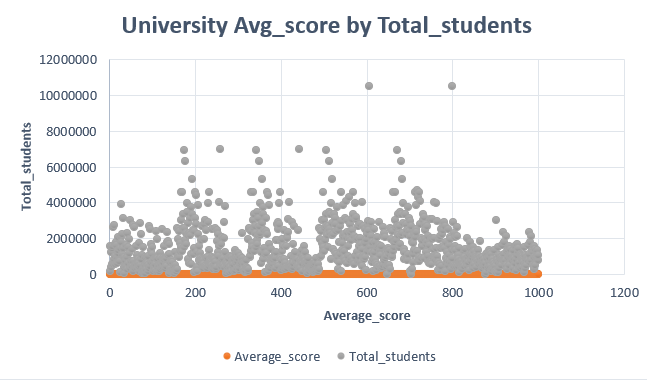 University Avg_score by Total_students
12000000
10000000
8000000
6000000
4000000
2000000
0
Total_students
0 200 400 600 800 1000 1200
Average_score
Average_score Total_students